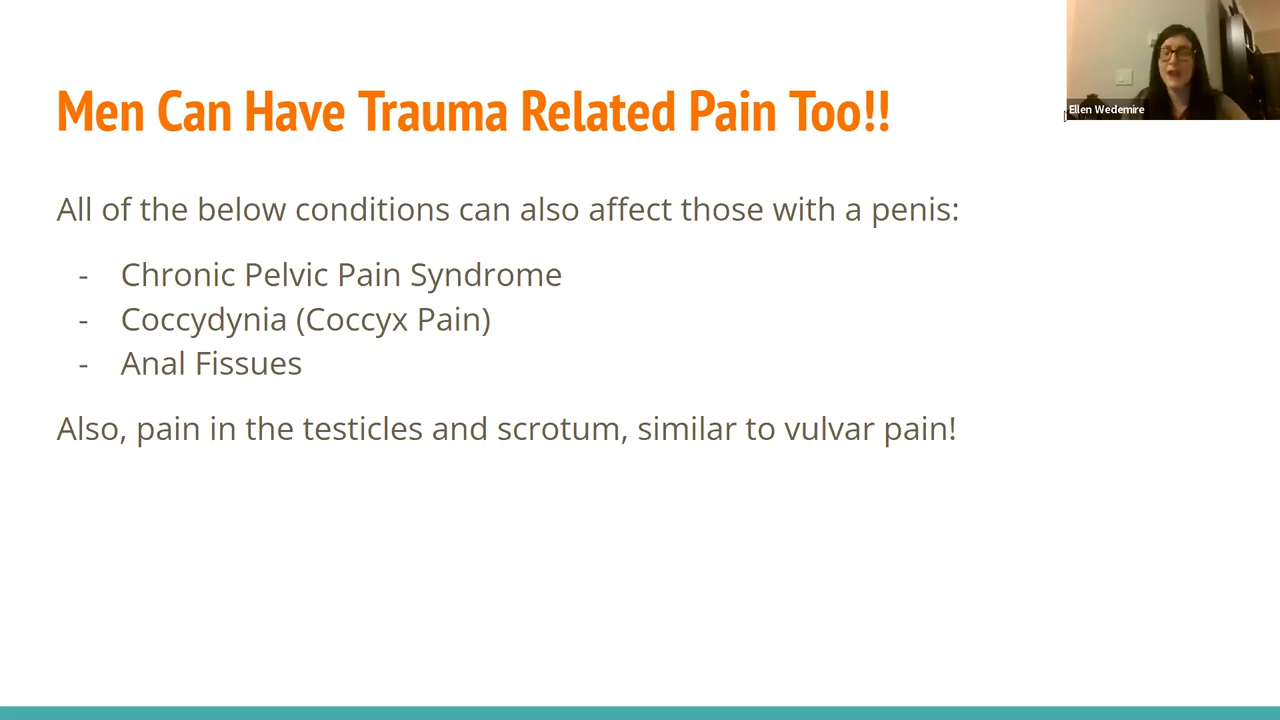 Men Can Have Trauma Related Pain Too!!
Ellen Wedemire
All of the below conditions can also affect those with a penis:
- Chronic Pelvic Pain Syndrome
- Coccydynia (Coccyx Pain)
- Anal Fissues
Also, pain in the testicles and scrotum, similar to vulvar pain!